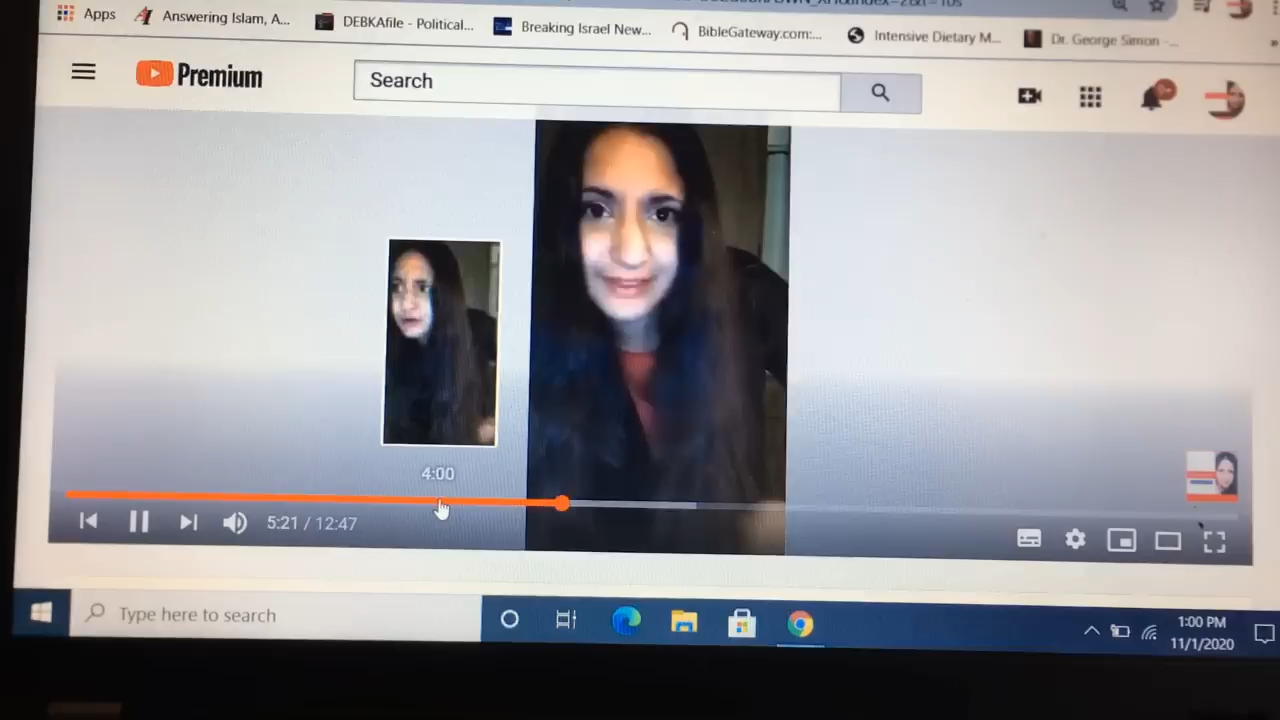 Apps
Answering Islam, A...
DEBKAfile - Political...
Breaking Israel New...
BibleGateway.com:...
Intensive Dietary M...
Dr. George Simon -...
Premium
Search
4:00
5:21 / 12:47
Type here to search
1:00 PM
11/1/2020